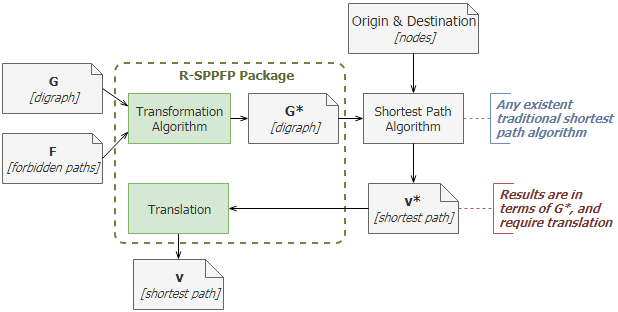 Origin & Destination
[nodes]
R-SPPFP Package
G
[digraph]
Transformation
Algorithm
G*
[digraph]
Shortest Path
Algorithm
Any existent
traditional shortest
path algorithm
F
[forbidden paths]
Translation
v*
[shortest path]
Results are in
terms of G*, and
require translation
v
[shortest path]